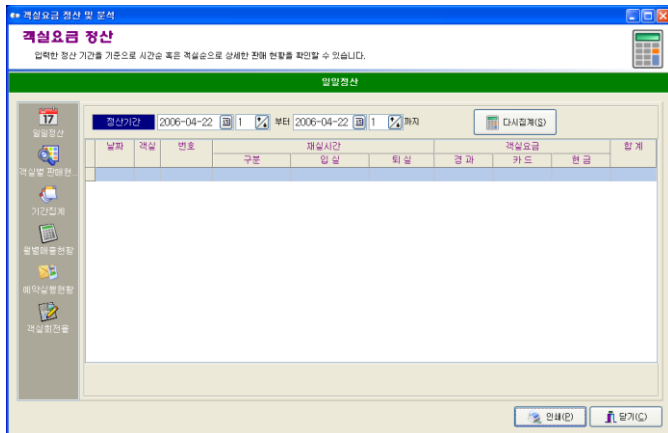 객실요금 정산 및 분석
객실요금 정산
입력한 정산 기간를 기준으로 시간순 혹은 객실순으로 상세한 판매 현황를 확인할 수 있습니다.
일일정산
17
일일정산
객실별 판매현..
기간집계
월별매출현황
예약실행현황
객실회전율
정산기간 2006-04-22 1 부터 2006-04-22 1 까지 다시집계(S)
날짜 객실 번호 재실시간 객실요금 합 계
구분 입 실 퇴 실 경 과 카 드 현 금
인쇄(P) 닫기(C)